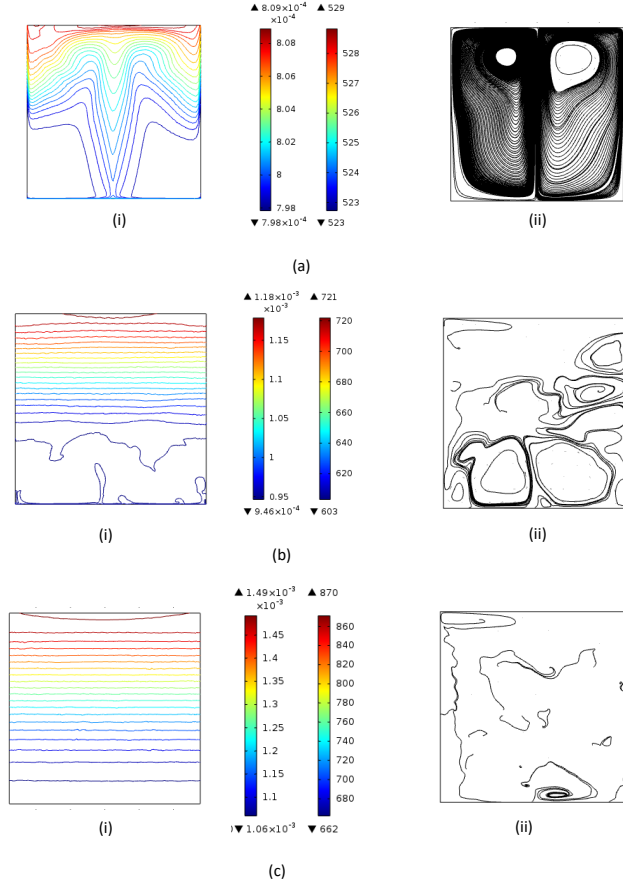 ▲ 8.09×10⁻⁴ ▲ 529
×10⁻⁴
8.08 528
8.06 527
8.04 526
8.02 525
8 524
7.98 523
▼ 7.98×10⁻⁴ ▼ 523
(i) (ii)
(a)
▲ 1.18×10⁻³ ▲ 721
×10⁻³
720
1.15 700
1.1 680
1.05 660
640
1 620
0.95
▼ 9.46×10⁻⁴ ▼ 603
(i) (ii)
(b)
▲ 1.49×10⁻³ ▲ 870
×10⁻³
1.45 860
1.4 840
1.35 820
1.3 800
1.25 780
1.2 760
1.15 740
1.1 720
700
680
▼ 1.06×10⁻³ ▼ 662
(i) (ii)
(c)